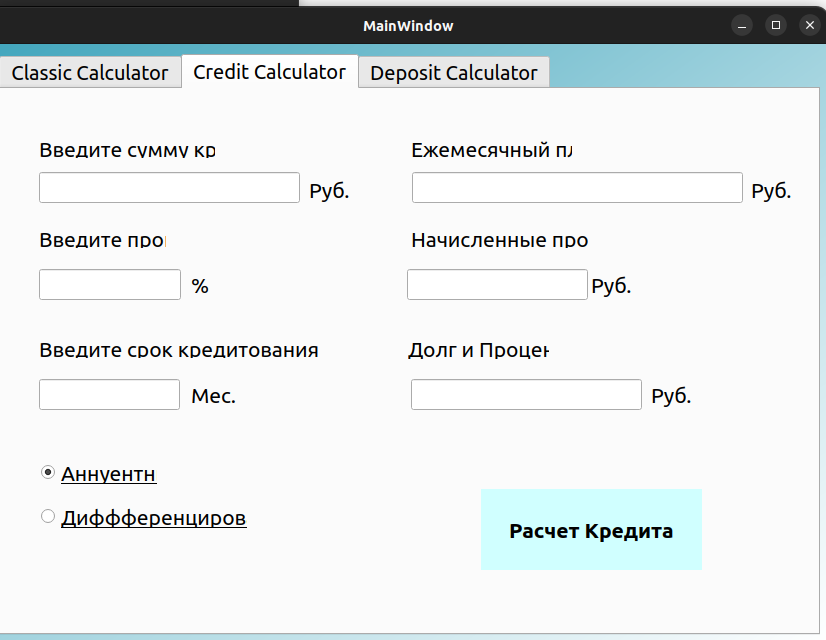 MainWindow
Classic Calculator
Credit Calculator
Deposit Calculator
Введите сумму кр
Руб.
Введите про
%
Введите срок кредитования
Мес.
Ежемесячный пл
Руб.
Начисленные про
Руб.
Долг и Процен
Руб.
Аннуентн
Диффференциров
Расчет Кредита